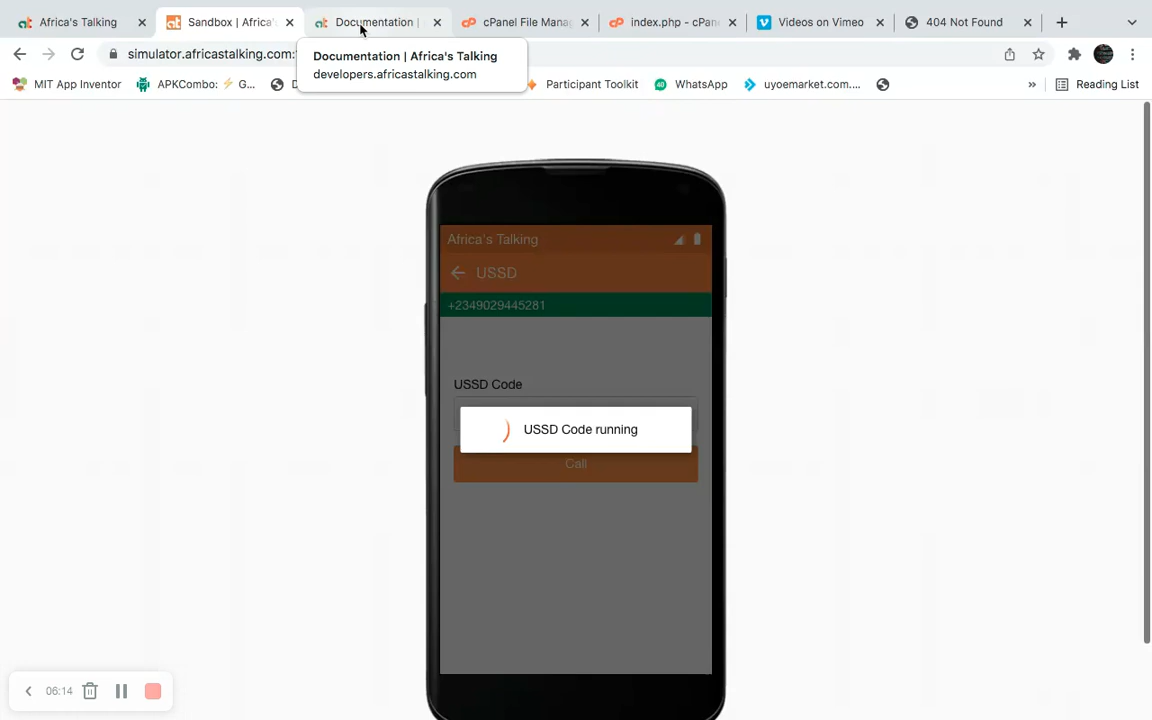 Africa's Talking
Sandbox | Africa'
Documentation |
cPanel File Mana
index.php - cPan
Videos on Vimeo
404 Not Found
simulator.africastalking.com:
Documentation | Africa's Talking
developers.africastalking.com
MIT App Inventor
APKCombo: ⚡ G...
D
Participant Toolkit
WhatsApp
uyoemarket.com....
»
Reading List
Africa's Talking
USSD
+2349029445281
USSD Code
USSD Code running
Call
06:14